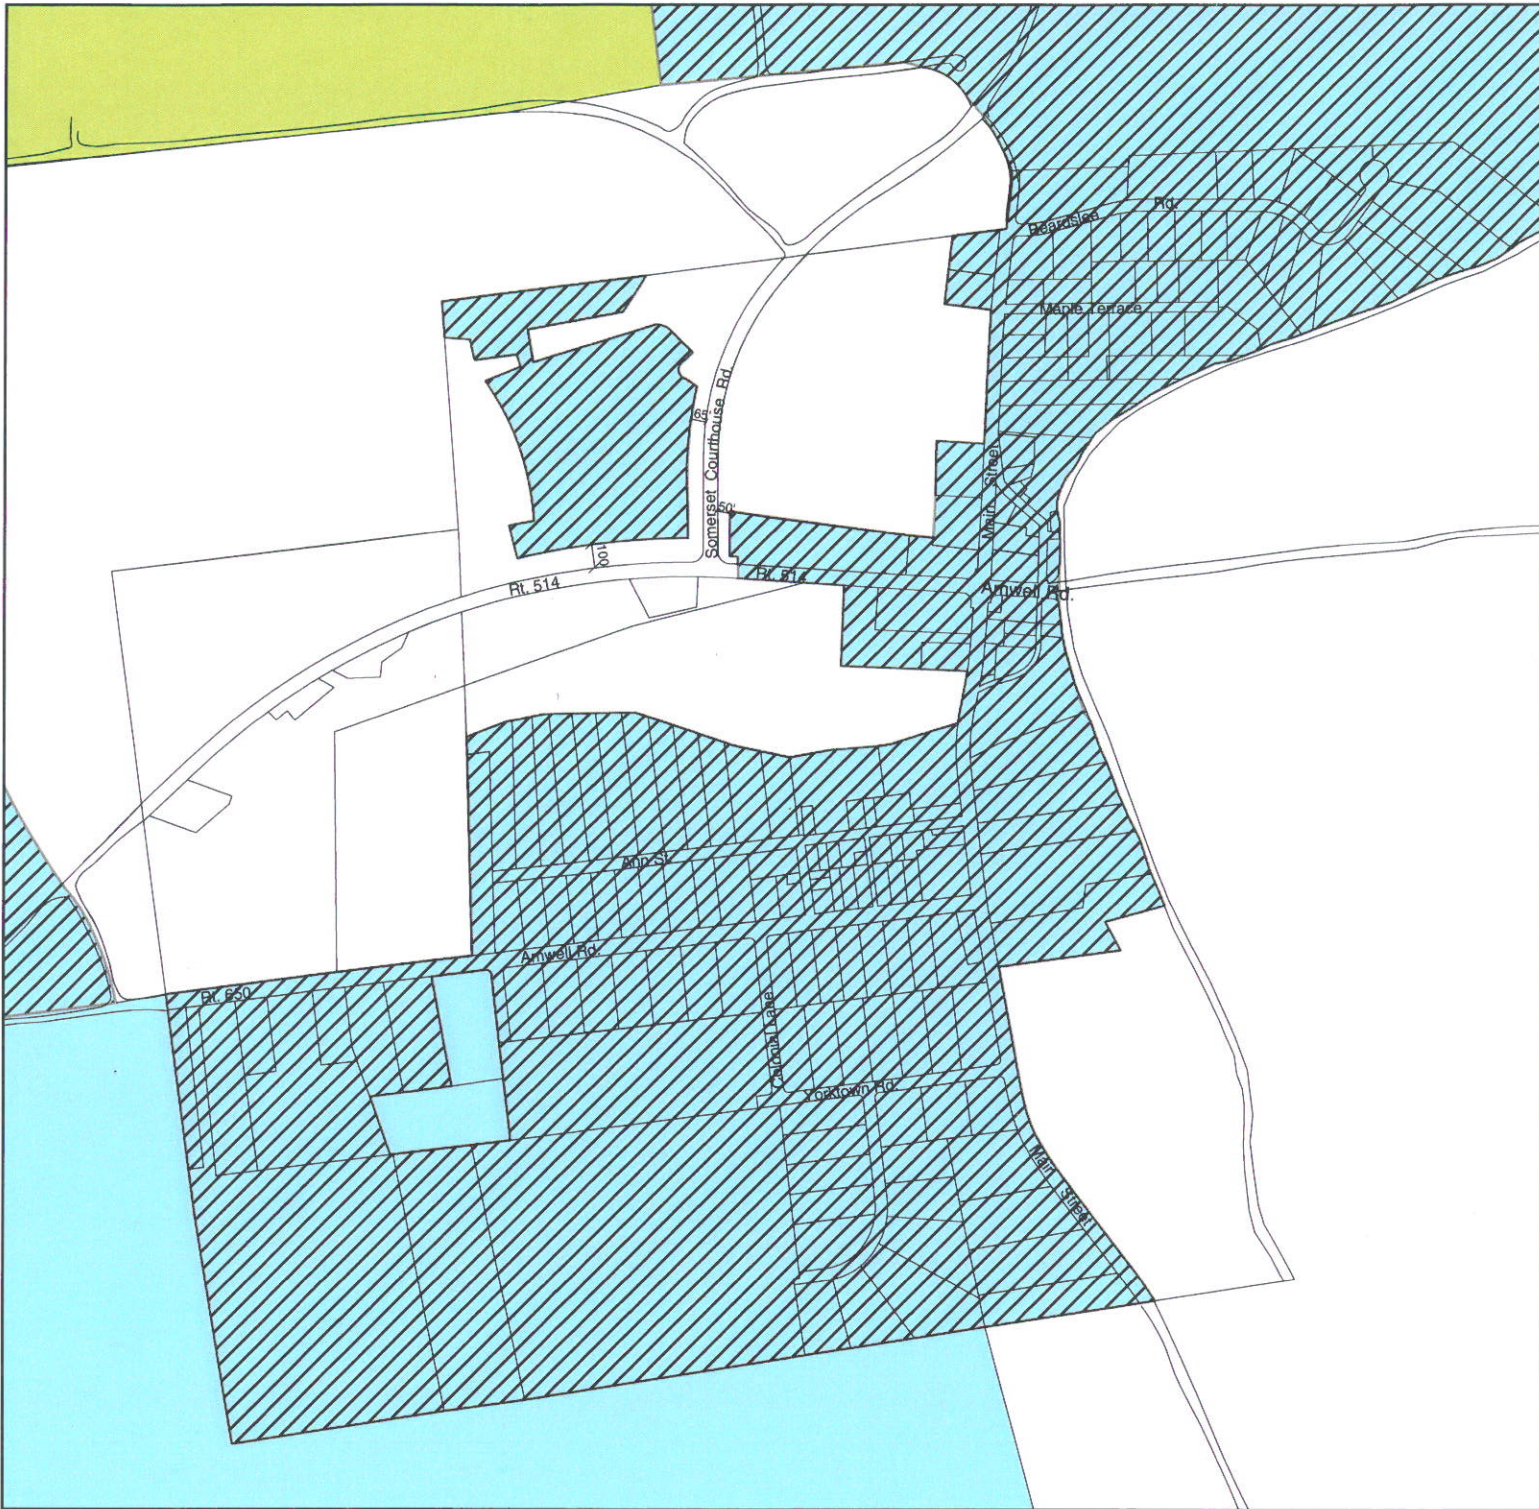 Beardslee Rd.
Maple Terrace
Somerset Courthouse Rd.
65'
Main Street
50'
100'
Rt. 514
Rt. 514
Amwell Rd.
Ann St.
Amwell Rd.
Rt. 650
Colonial Lane
Yorktown Rd.
Main Street